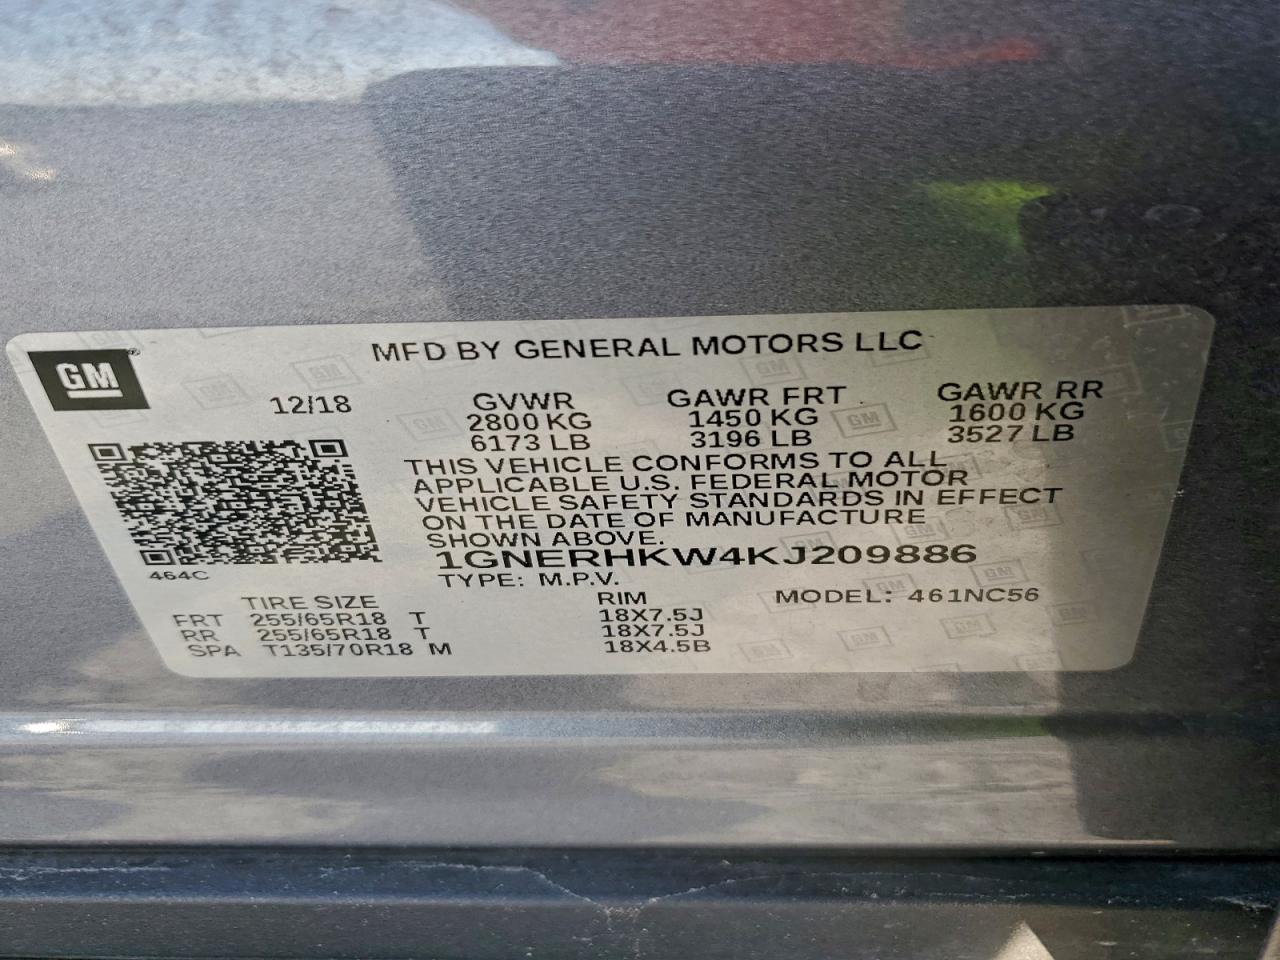 GM
MFD BY GENERAL MOTORS LLC
12/18 GVWR GAWR FRT GAWR RR
2800 KG 1450 KG 1600 KG
6173 LB 3196 LB 3527 LB
THIS VEHICLE CONFORMS TO ALL
APPLICABLE U.S. FEDERAL MOTOR
VEHICLE SAFETY STANDARDS IN EFFECT
ON THE DATE OF MANUFACTURE
SHOWN ABOVE.
1GNERHKW4KJ209886
464C
TYPE: M.P.V.
TIRE SIZE RIM MODEL: 461NC56
FRT 255/65R18 T 18X7.5J
RR 255/65R18 T 18X7.5J
SPA T135/70R18 M 18X4.5B